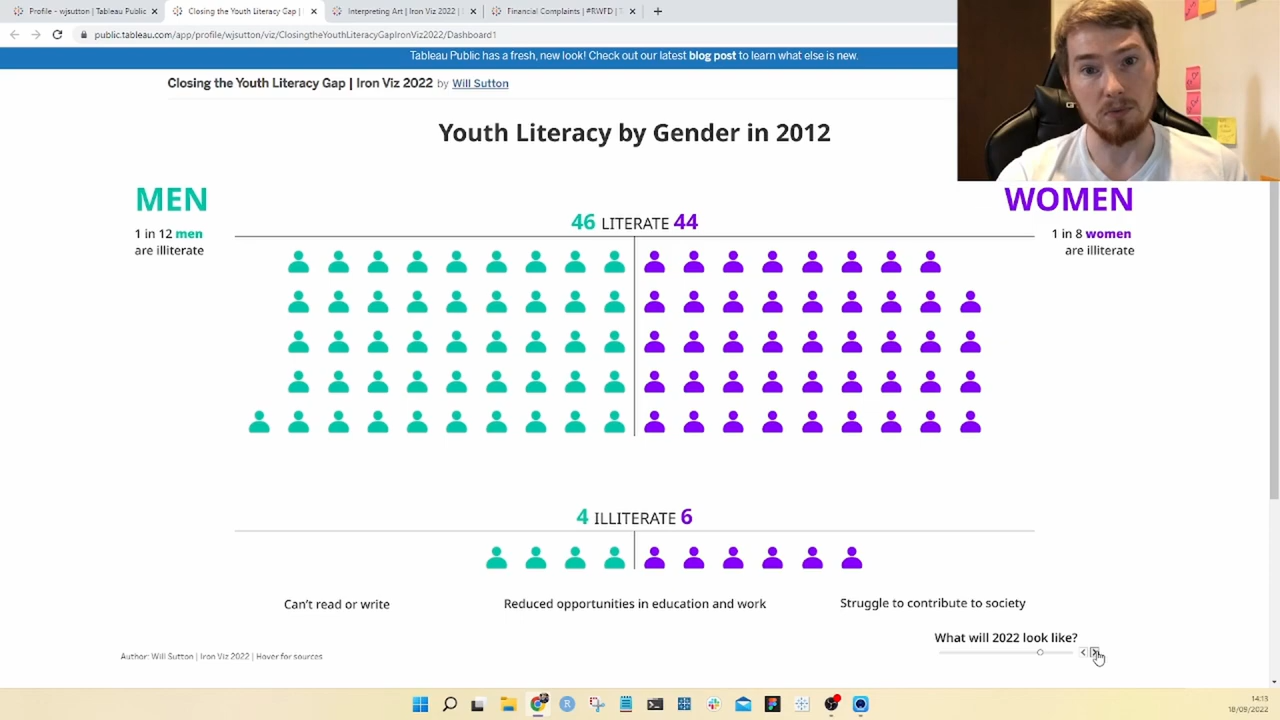 Profile - wjsutton | Tableau Public
Closing the Youth Literacy Gap |
Interpreting Art | Iron Viz 2022 |
Financial Complaints | #RWFD | T
public.tableau.com/app/profile/wjsutton/viz/ClosingtheYouthLiteracyGapIronViz2022/Dashboard1
Tableau Public has a fresh, new look! Check out our latest blog post to learn what else is new.
Closing the Youth Literacy Gap | Iron Viz 2022 by Will Sutton
Youth Literacy by Gender in 2012
MEN
WOMEN
46 LITERATE 44
1 in 12 men
are illiterate
1 in 8 women
are illiterate
4 ILLITERATE 6
Can't read or write
Reduced opportunities in education and work
Struggle to contribute to society
What will 2022 look like?
Author: Will Sutton | Iron Viz 2022 | Hover for sources
14:13
18/08/2022